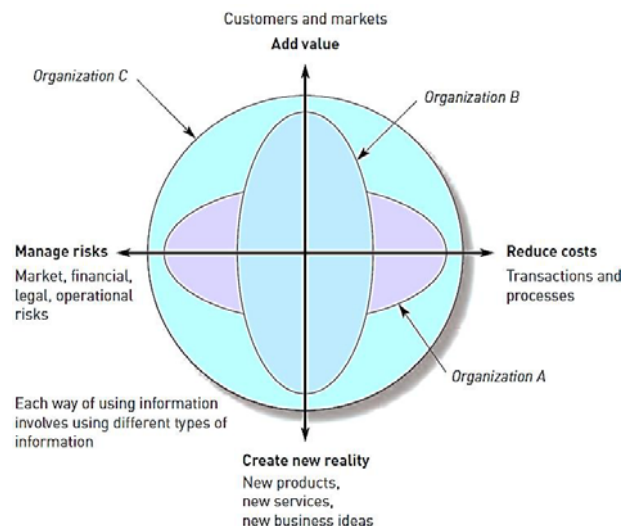 Customers and markets
Add value
Organization C
Organization B
Manage risks
Market, financial,
legal, operational
risks
Reduce costs
Transactions and
processes
Organization A
Each way of using information
involves using different types of
information
Create new reality
New products,
new services,
new business ideas